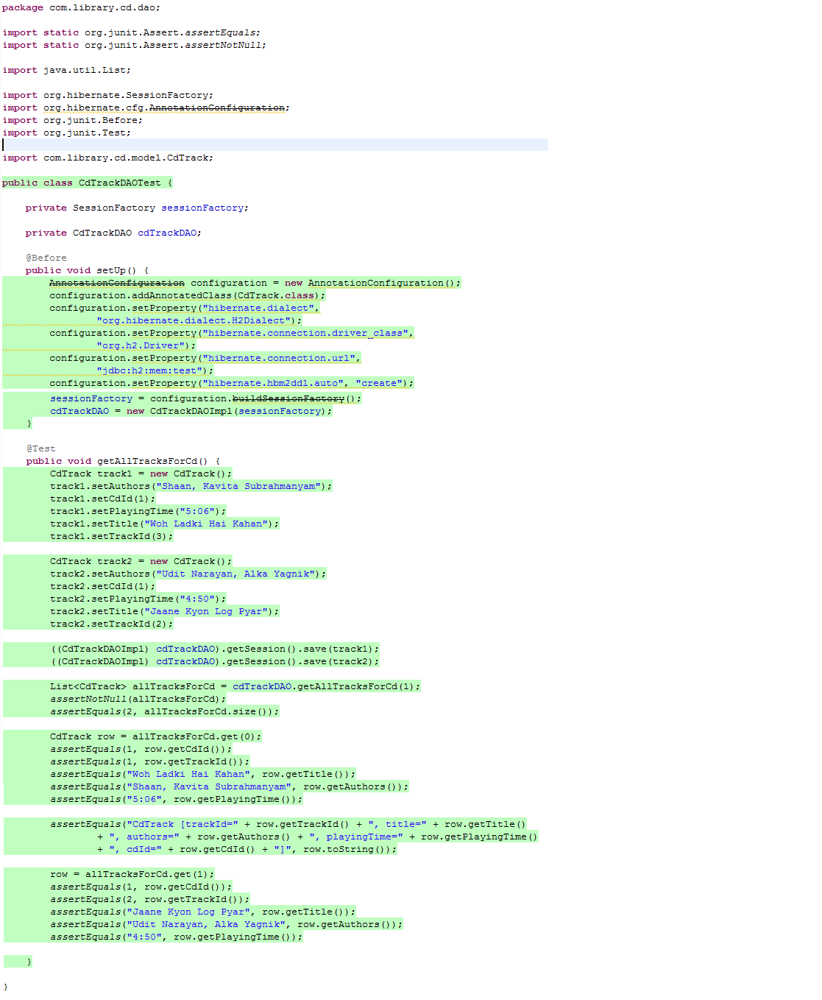 package com.library.cd.dao;

import static org.junit.Assert.assertEquals;
import static org.junit.Assert.assertNotNull;

import java.util.List;

import org.hibernate.SessionFactory;
import org.hibernate.cfg.AnnotationConfiguration;
import org.junit.Before;
import org.junit.Test;

import com.library.cd.model.CdTrack;

public class CdTrackDAOTest {

    private SessionFactory sessionFactory;

    private CdTrackDAO cdTrackDAO;

    @Before
    public void setUp() {
        AnnotationConfiguration configuration = new AnnotationConfiguration();
        configuration.addAnnotatedClass(CdTrack.class);
        configuration.setProperty("hibernate.dialect",
                "org.hibernate.dialect.H2Dialect");
        configuration.setProperty("hibernate.connection.driver_class",
                "org.h2.Driver");
        configuration.setProperty("hibernate.connection.url",
                "jdbc:h2:mem:test");
        configuration.setProperty("hibernate.hbm2ddl.auto", "create");
        sessionFactory = configuration.buildSessionFactory();
        cdTrackDAO = new CdTrackDAOImpl(sessionFactory);
    }

    @Test
    public void getAllTracksForCd() {
        CdTrack track1 = new CdTrack();
        track1.setAuthors("Shaan, Kavita Subrahmanyam");
        track1.setCdId(1);
        track1.setPlayingTime("5:06");
        track1.setTitle("Woh Ladki Hai Kahan");
        track1.setTrackId(3);

        CdTrack track2 = new CdTrack();
        track2.setAuthors("Udit Narayan, Alka Yagnik");
        track2.setCdId(1);
        track2.setPlayingTime("4:50");
        track2.setTitle("Jaane Kyon Log Pyar");
        track2.setTrackId(2);

        ((CdTrackDAOImpl) cdTrackDAO).getSession().save(track1);
        ((CdTrackDAOImpl) cdTrackDAO).getSession().save(track2);

        List<CdTrack> allTracksForCd = cdTrackDAO.getAllTracksForCd(1);
        assertNotNull(allTracksForCd);
        assertEquals(2, allTracksForCd.size());

        CdTrack row = allTracksForCd.get(0);
        assertEquals(1, row.getCdId());
        assertEquals(1, row.getTrackId());
        assertEquals("Woh Ladki Hai Kahan", row.getTitle());
        assertEquals("Shaan, Kavita Subrahmanyam", row.getAuthors());
        assertEquals("5:06", row.getPlayingTime());

        assertEquals("CdTrack [trackId=" + row.getTrackId() + ", title=" + row.getTitle()
                + ", authors=" + row.getAuthors() + ", playingTime=" + row.getPlayingTime()
                + ", cdId=" + row.getCdId() + "]", row.toString());

        row = allTracksForCd.get(1);
        assertEquals(1, row.getCdId());
        assertEquals(2, row.getTrackId());
        assertEquals("Jaane Kyon Log Pyar", row.getTitle());
        assertEquals("Udit Narayan, Alka Yagnik", row.getAuthors());
        assertEquals("4:50", row.getPlayingTime());

    }

}